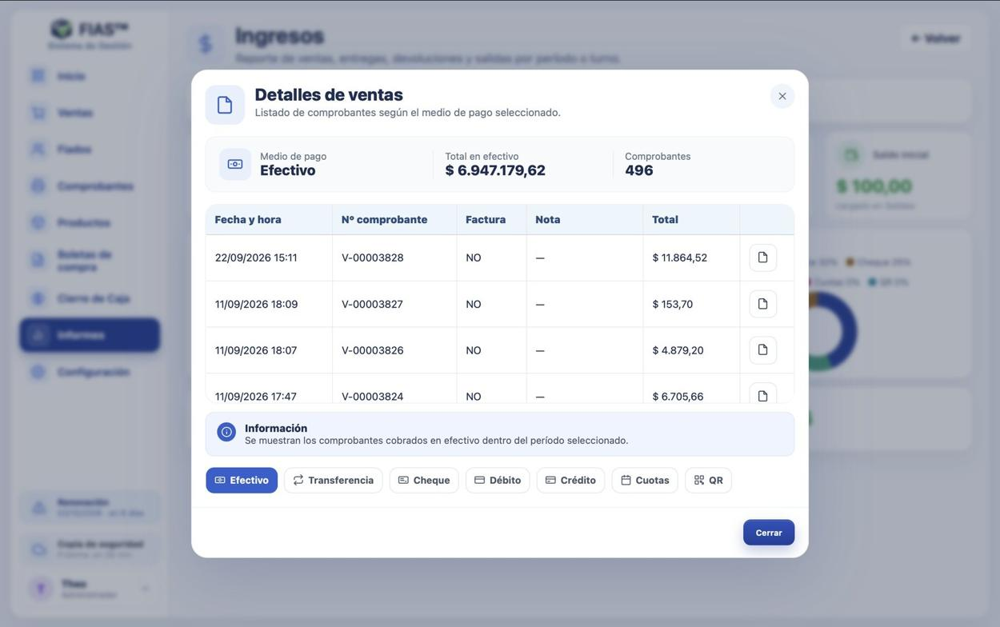 FIAS™
Sistema de Gestión
Ingresos
← Volver
Reporte de ventas, entregas, devoluciones y salidas por período o turno.
Inicio
Ventas
Fiados
Comprobantes
Productos
Boletas de
compra
Cierre de Caja
Informes
Configuración
Renovación
Copia de seguridad
Theo
Administrador
Saldo inicial
$ 100,00
Cheque 25%
Cuotas 0%
QR 0%
Detalles de ventas
Listado de comprobantes según el medio de pago seleccionado.
Medio de pago
Efectivo
Total en efectivo
$ 6.947.179,62
Comprobantes
496
Fecha y hora Nº comprobante Factura Nota Total
22/09/2026 15:11 V-00003828 NO — $ 11.864,52
11/09/2026 18:09 V-00003827 NO — $ 153,70
11/09/2026 18:07 V-00003826 NO — $ 4.879,20
11/09/2026 17:47 V-00003824 NO — $ 6.705,66
Información
Se muestran los comprobantes cobrados en efectivo dentro del período seleccionado.
Efectivo Transferencia Cheque Débito Crédito Cuotas QR
Cerrar